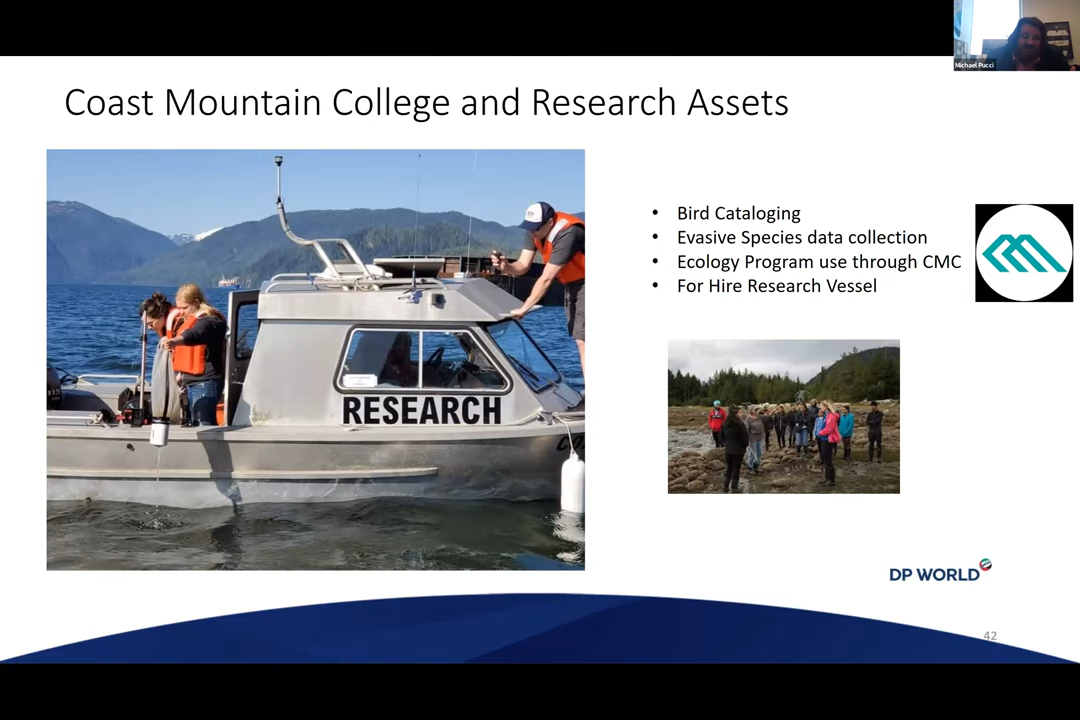 Michael Pucci
Coast Mountain College and Research Assets
• Bird Cataloging
• Evasive Species data collection
• Ecology Program use through CMC
• For Hire Research Vessel
RESEARCH
DP WORLD
42